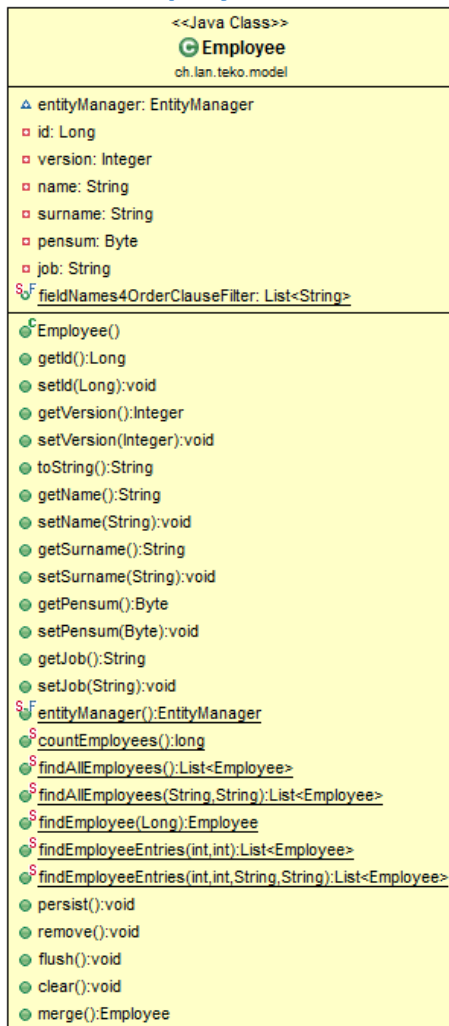 <<Java Class>>
Employee
ch.lan.teko.model
entityManager: EntityManager
id: Long
version: Integer
name: String
surname: String
pensum: Byte
job: String
fieldNames4OrderClauseFilter: List<String>
Employee()
getId():Long
setId(Long):void
getVersion():Integer
setVersion(Integer):void
toString():String
getName():String
setName(String):void
getSurname():String
setSurname(String):void
getPensum():Byte
setPensum(Byte):void
getJob():String
setJob(String):void
entityManager():EntityManager
countEmployees():long
findAllEmployees():List<Employee>
findAllEmployees(String,String):List<Employee>
findEmployee(Long):Employee
findEmployeeEntries(int,int):List<Employee>
findEmployeeEntries(int,int,String,String):List<Employee>
persist():void
remove():void
flush():void
clear():void
merge():Employee